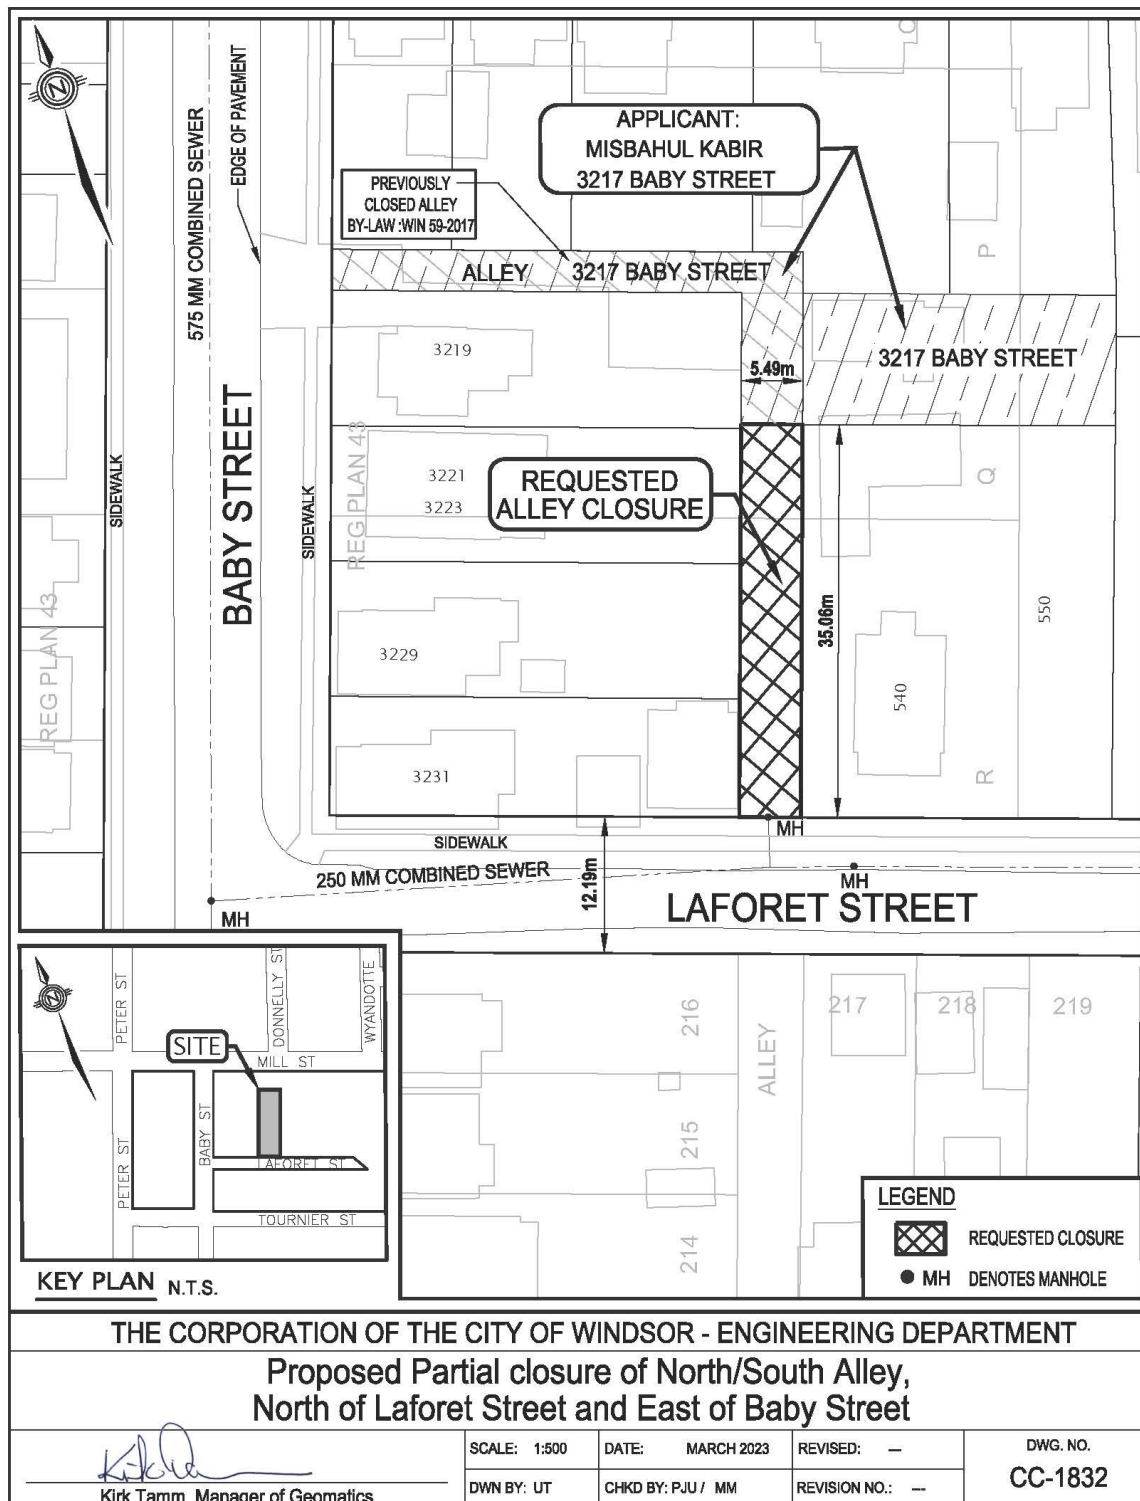 N
575 MM COMBINED SEWER
EDGE OF PAVEMENT
APPLICANT:
MISBAHUL KABIR
3217 BABY STREET
PREVIOUSLY
CLOSED ALLEY
BY-LAW :WIN 59-2017
ALLEY
3217 BABY STREET
P
3219
5.49m
3217 BABY STREET
BABY STREET
SIDEWALK
SIDEWALK
REG PLAN 43
3221
3223
REQUESTED
ALLEY CLOSURE
Q
REG PLAN 43
3229
35.06m
550
540
3231
R
MH
SIDEWALK
250 MM COMBINED SEWER
12.19m
MH
LAFORET STREET
MH
N
PETER ST
DONNELLY ST
WYANDOTTE
SITE
MILL ST
BABY ST
PETER ST
LAFORET ST
TOURNIER ST
KEY PLAN N.T.S.
216
217
218
219
ALLEY
215
214
LEGEND
REQUESTED CLOSURE
MH DENOTES MANHOLE
THE CORPORATION OF THE CITY OF WINDSOR - ENGINEERING DEPARTMENT
Proposed Partial closure of North/South Alley,
North of Laforet Street and East of Baby Street
Kirk Tamm, Manager of Geomatics
SCALE: 1:500
DATE: MARCH 2023
REVISED: —
DWG. NO.
CC-1832
DWN BY: UT
CHKD BY: PJU / MM
REVISION NO.: —